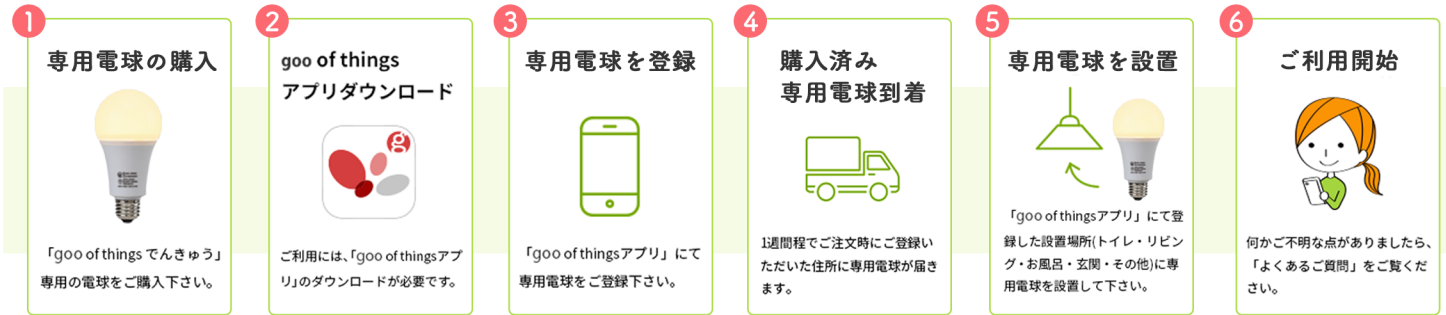 1
専用電球の購入
「goo of things でんきゅう」
専用の電球をご購入下さい。
2
goo of things
アプリダウンロード
g
ご利用には、「goo of thingsアプ
リ」のダウンロードが必要です。
3
専用電球を登録
「goo of thingsアプリ」にて
専用電球をご登録下さい。
4
購入済み
専用電球到着
1週間程でご注文時にご登録い
ただいた住所に専用電球が届き
ます。
5
専用電球を設置
「goo of thingsアプリ」にて登
録した設置場所(トイレ・リビン
グ・お風呂・玄関・その他)に専
用電球を設置して下さい。
6
ご利用開始
何かご不明な点がありましたら、
「よくあるご質問」をご覧くだ
さい。